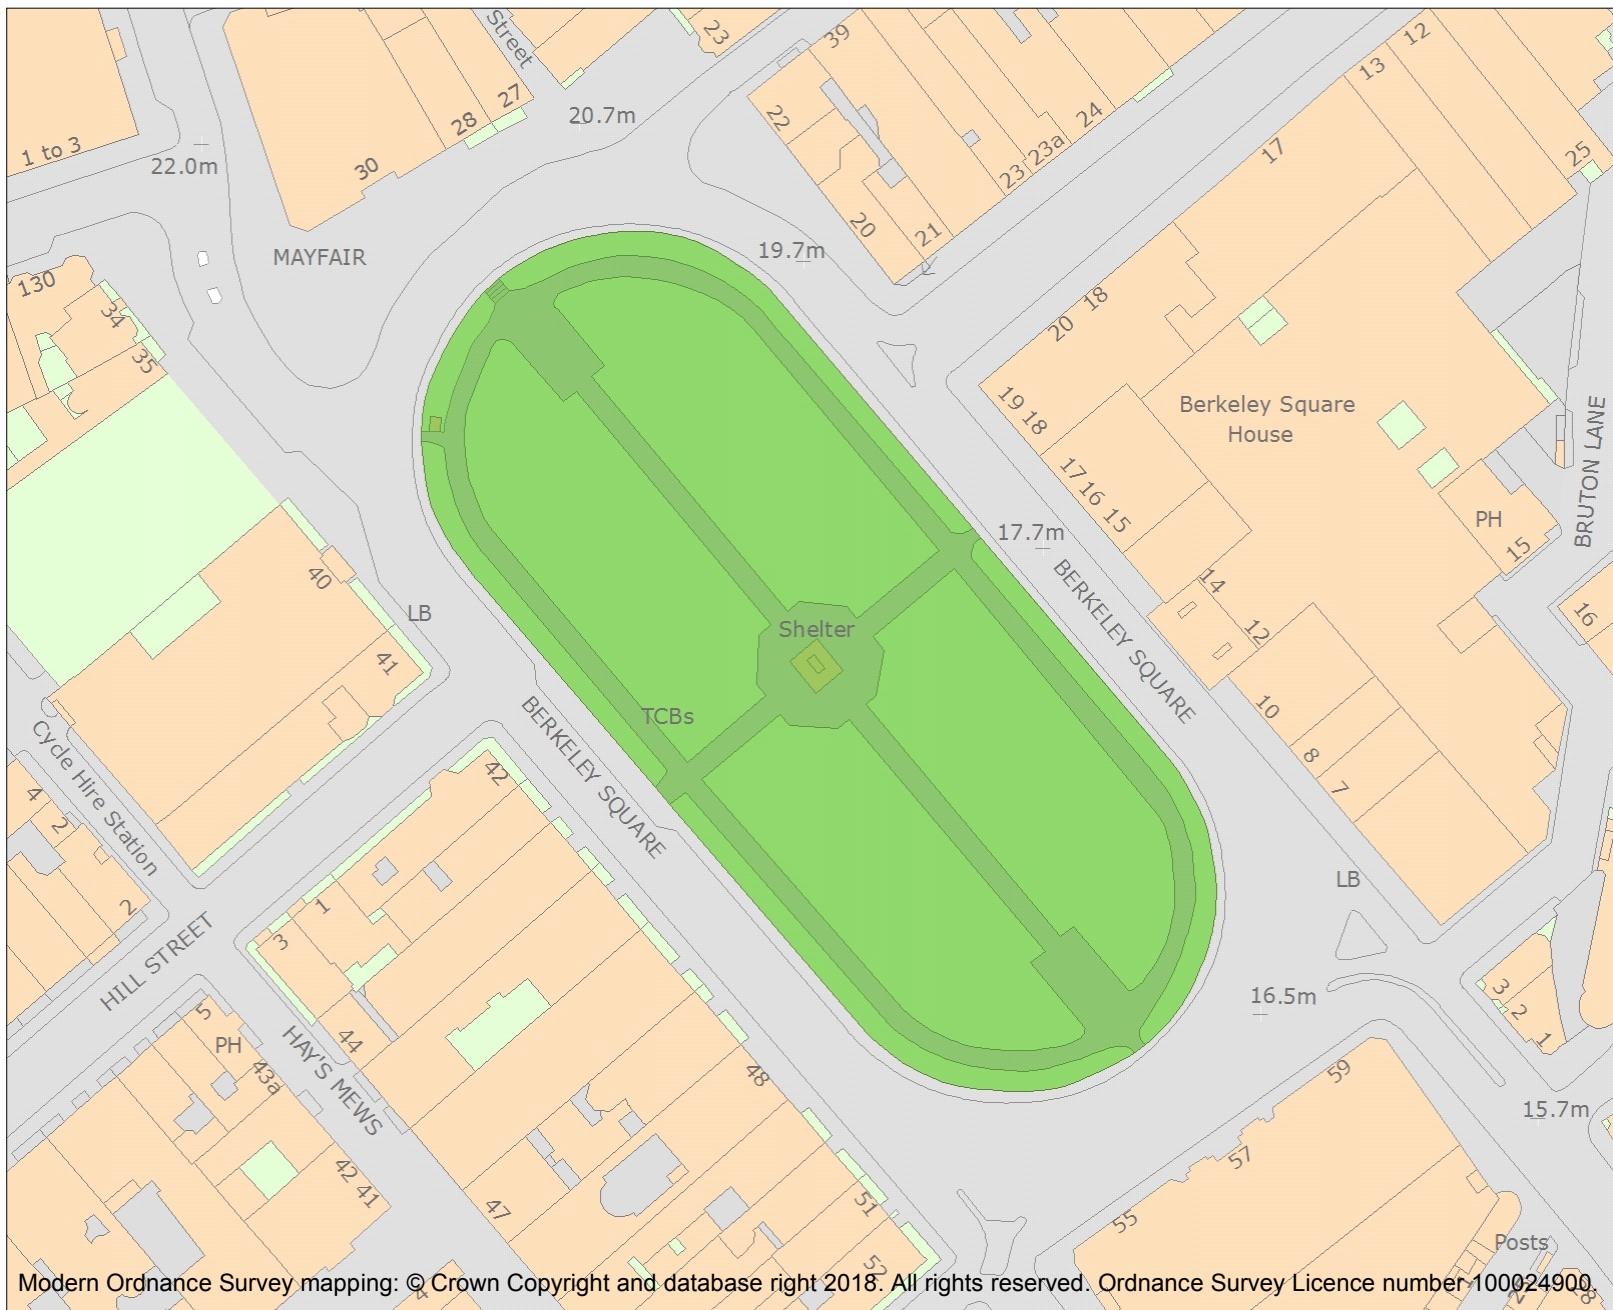 Street
23
39
12
13
27
28
20.7m
22
24
1 to 3
22.0m
30
23
23a
17
25
20
21
MAYFAIR
19.7m
130
34
35
20
18
19
18
Berkeley Square
House
17
16
15
BRUTON LANE
PH
15
17.7m
40
LB
14
BERKELEY SQUARE
12
16
Shelter
41
TCBs
BERKELEY SQUARE
10
8
7
Cycle Hire Station
42
4
2
2
1
3
LB
HILL STREET
5
PH
43a
HAY'S MEWS
44
16.5m
3
2
1
48
59
15.7m
57
42
41
47
51
55
52
Posts
Modern Ordnance Survey mapping: © Crown Copyright and database right 2018. All rights reserved. Ordnance Survey Licence number 100024900.
28